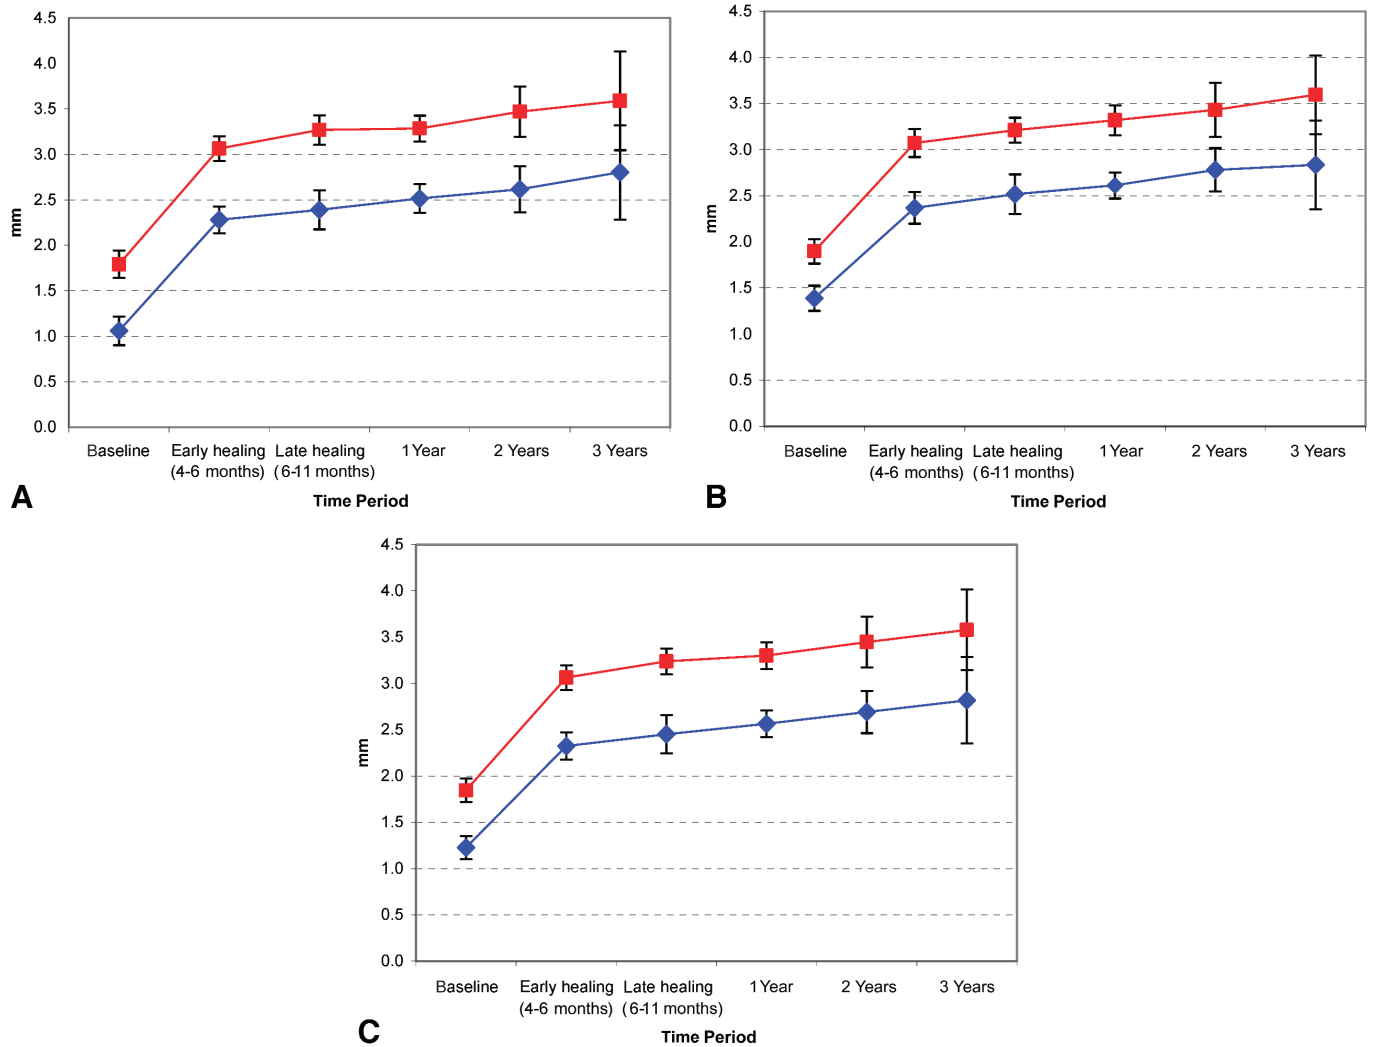 4.5
4.0
3.5
3.0
2.5
2.0
1.5
1.0
0.5
0.0
mm
Baseline
Early healing
(4-6 months)
Late healing
(6-11 months)
1 Year
2 Years
3 Years
Time Period
A
4.5
4.0
3.5
3.0
2.5
2.0
1.5
1.0
0.5
0.0
mm
Baseline
Early healing
(4-6 months)
Late healing
(6-11 months)
1 Year
2 Years
3 Years
Time Period
B
4.5
4.0
3.5
3.0
2.5
2.0
1.5
1.0
0.5
0.0
mm
Baseline
Early healing
(4-6 months)
Late healing
(6-11 months)
1 Year
2 Years
3 Years
Time Period
C